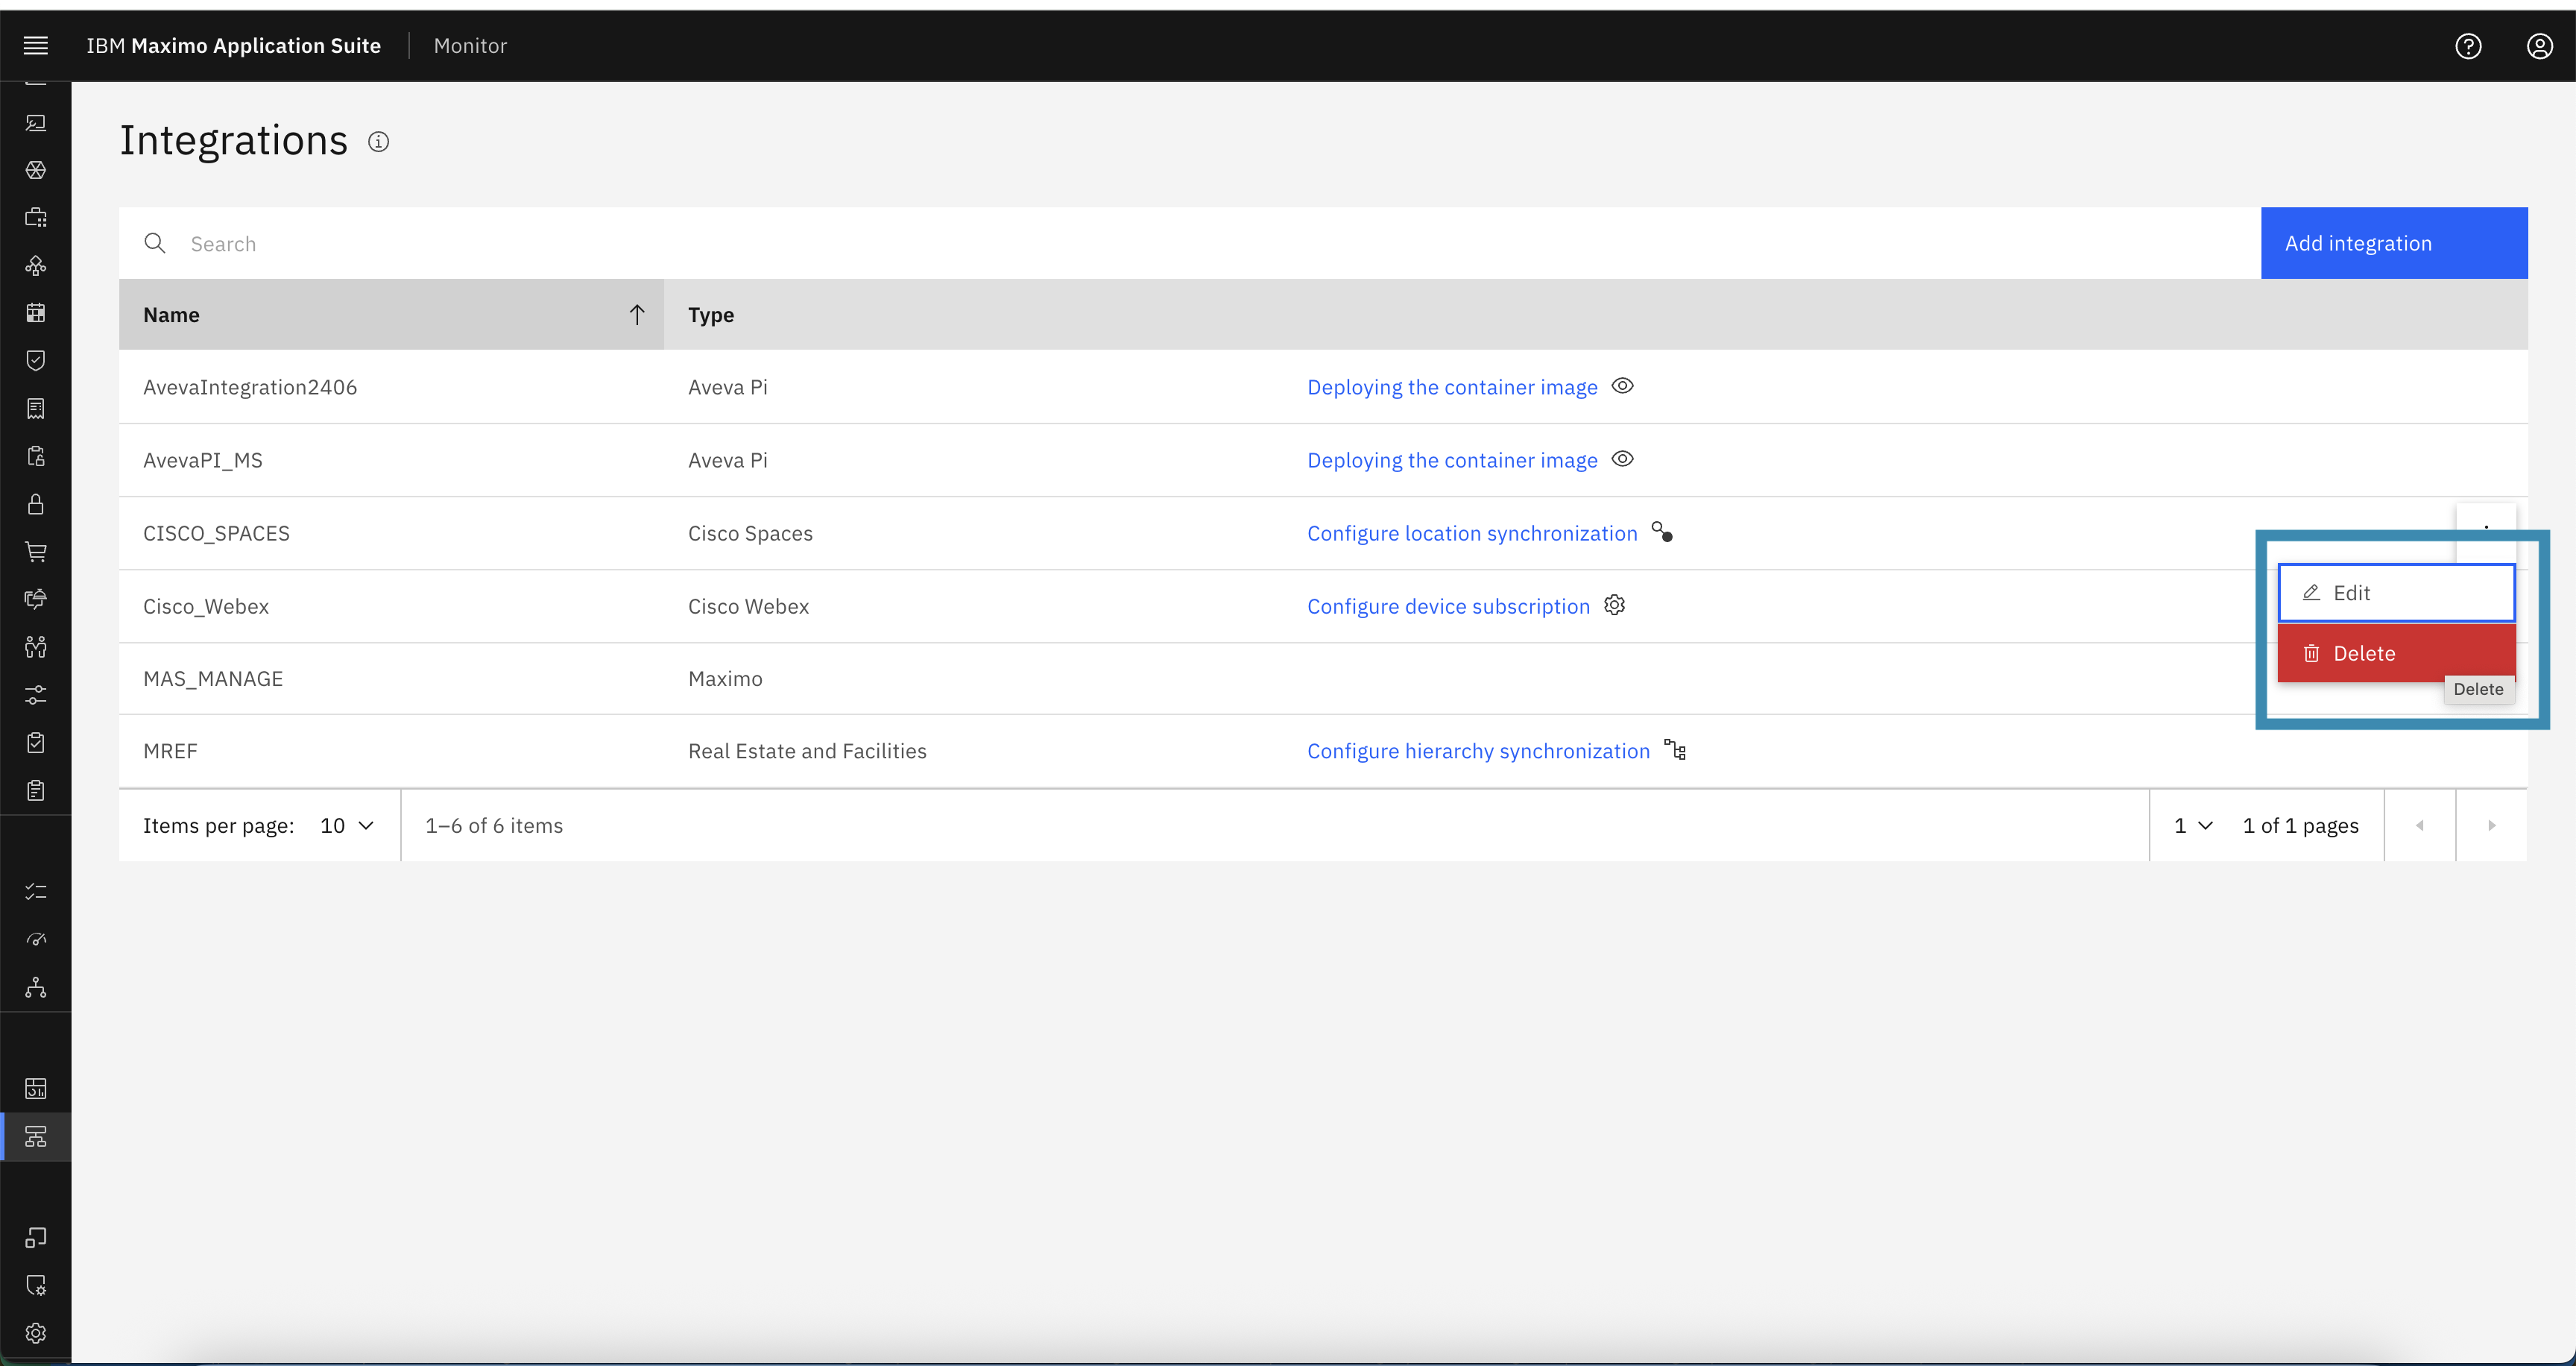 IBM Maximo Application Suite Monitor
Integrations
Search
Add integration
Name Type
AvevaIntegration2406 Aveva Pi Deploying the container image
AvevaPI_MS Aveva Pi Deploying the container image
CISCO_SPACES Cisco Spaces Configure location synchronization
Edit
Cisco_Webex Cisco Webex Configure device subscription
Delete
MAS_MANAGE Maximo
Delete
MREF Real Estate and Facilities Configure hierarchy synchronization
Items per page: 10 1–6 of 6 items 1 1 of 1 pages